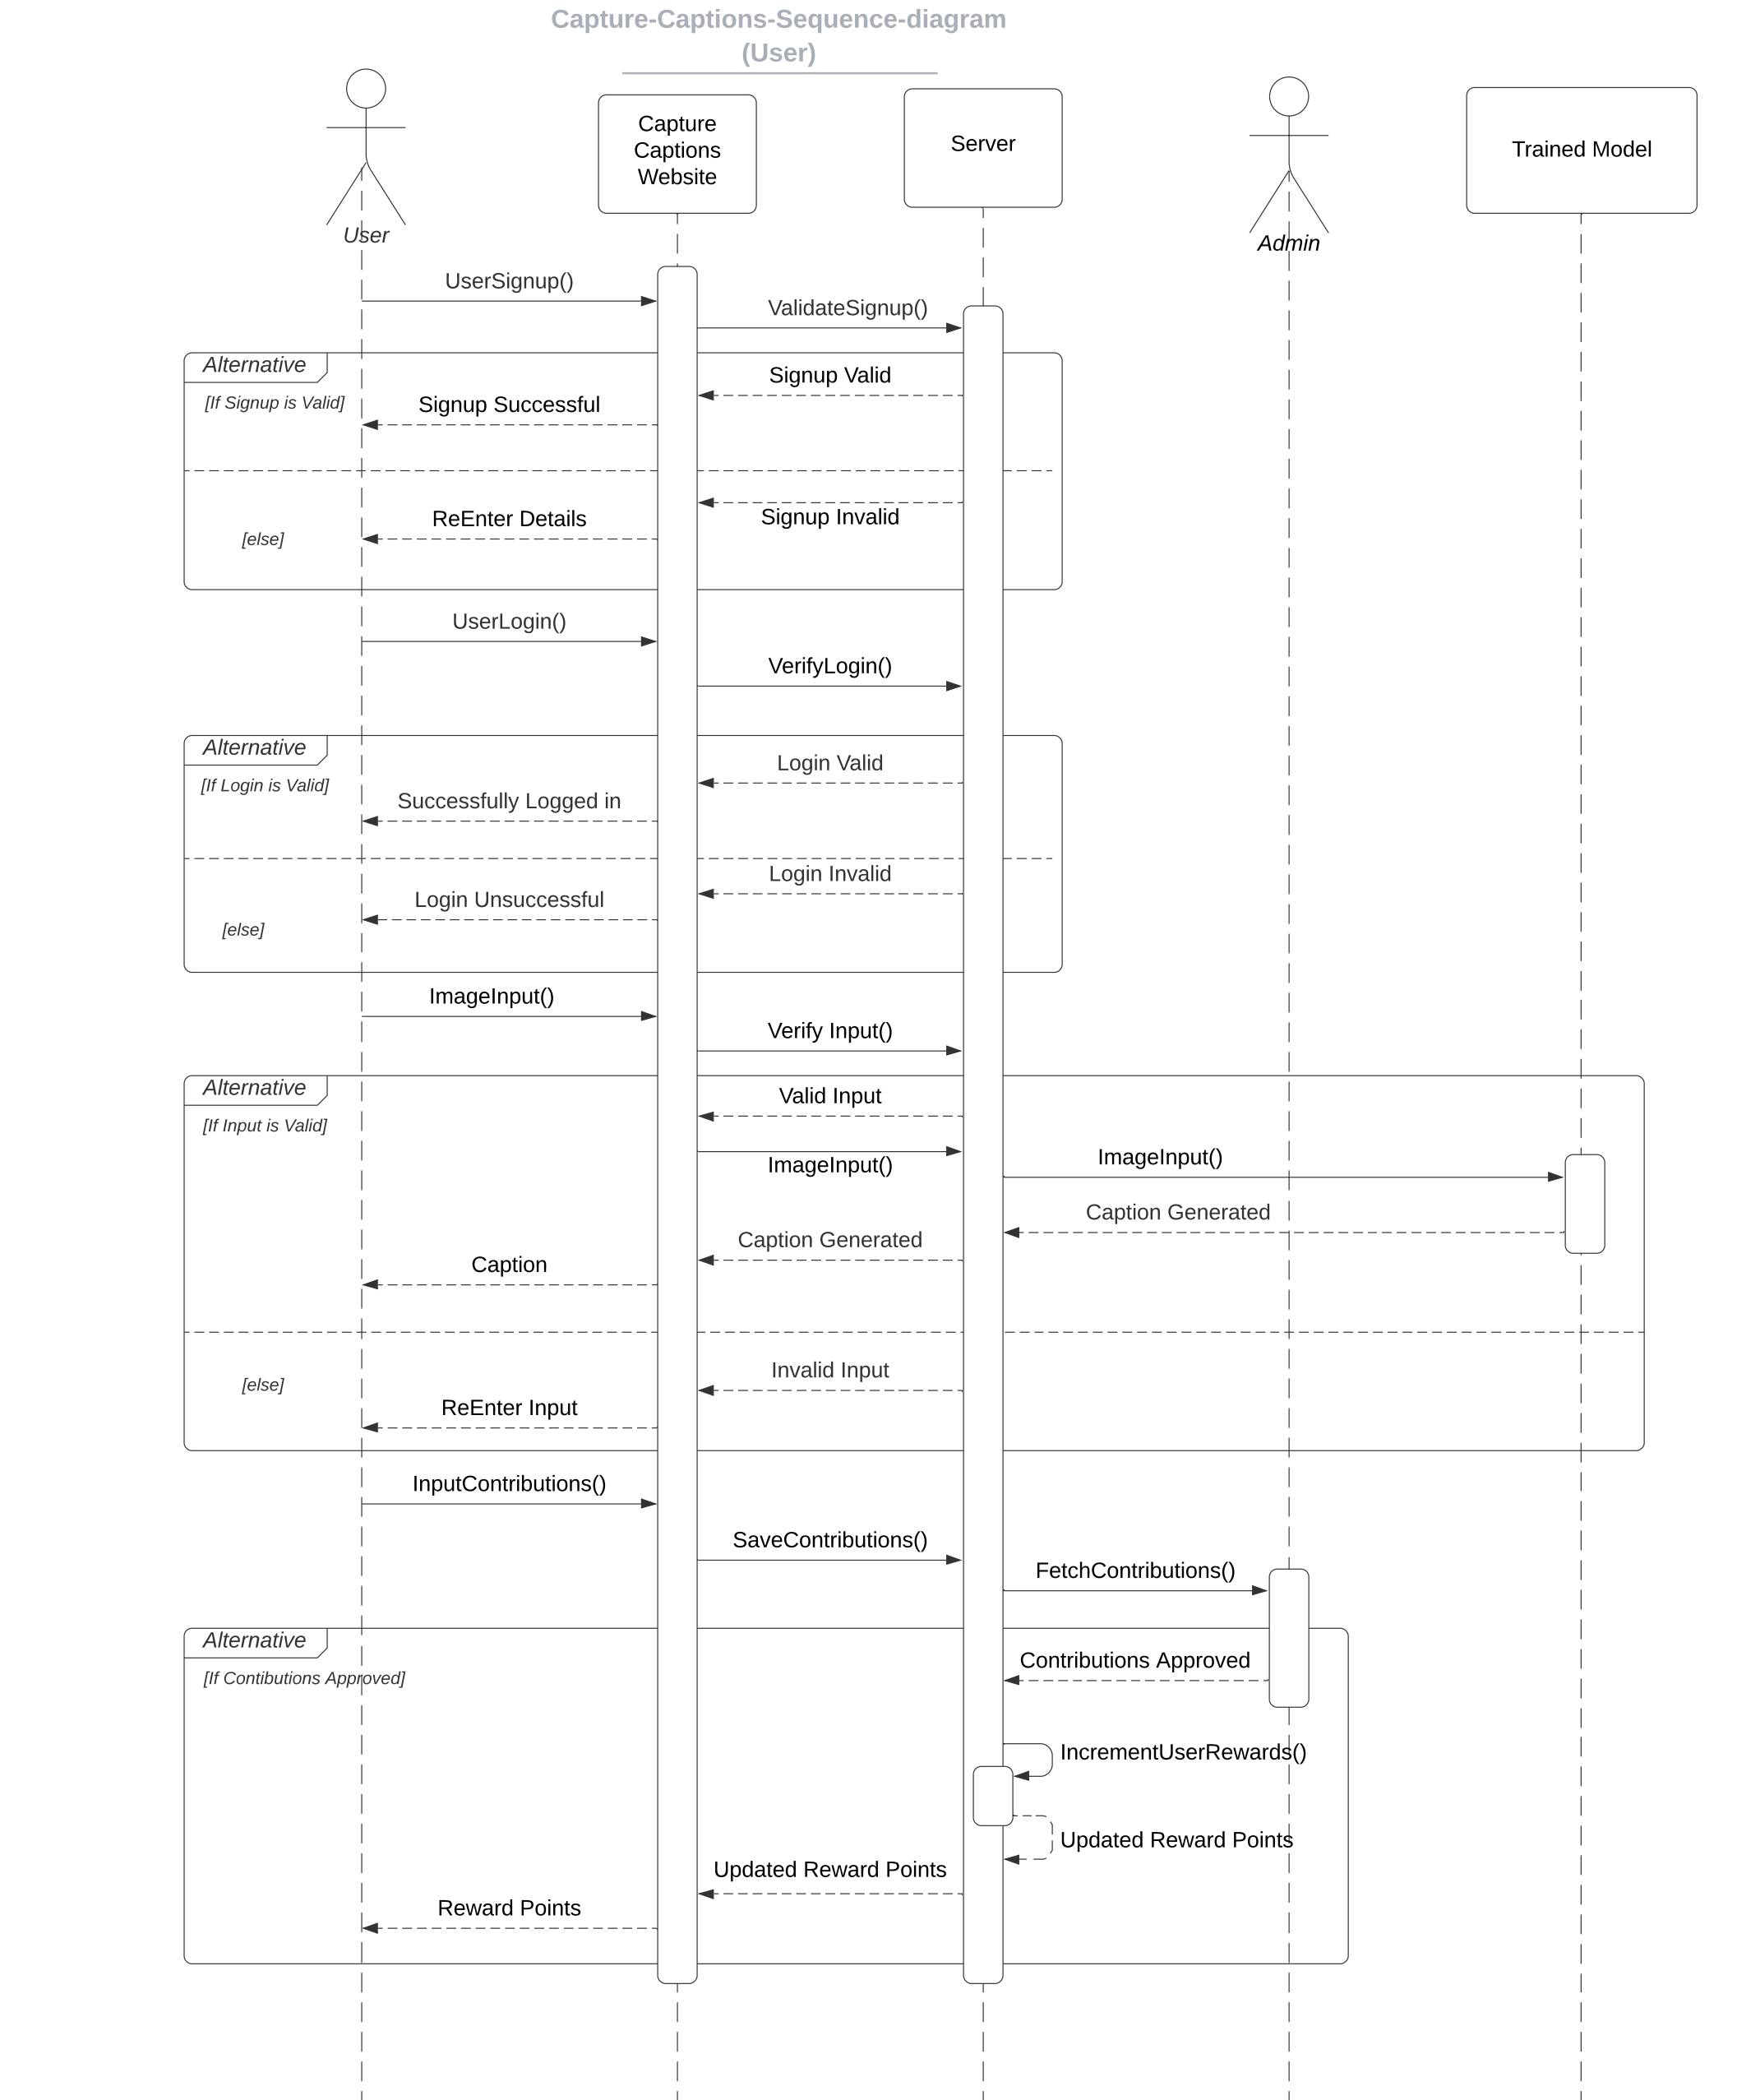 Capture-Captions-Sequence-diagram
(User)
Capture
Captions
Website
Server
Trained Model
User
Admin
UserSignup()
ValidateSignup()
Alternative
[If Signup is Valid]
Signup Valid
Signup Successful
Signup Invalid
ReEnter Details
[else]
UserLogin()
VerifyLogin()
Alternative
[If Login is Valid]
Login Valid
Successfully Logged in
Login Invalid
Login Unsuccessful
[else]
ImageInput()
Verify Input()
Alternative
[If Input is Valid]
Valid Input
ImageInput()
ImageInput()
Caption Generated
Caption Generated
Caption
Invalid Input
[else]
ReEnter Input
InputContributions()
SaveContributions()
FetchContributions()
Alternative
[If Contibutions Approved]
Contributions Approved
IncrementUserRewards()
Updated Reward Points
Updated Reward Points
Reward Points